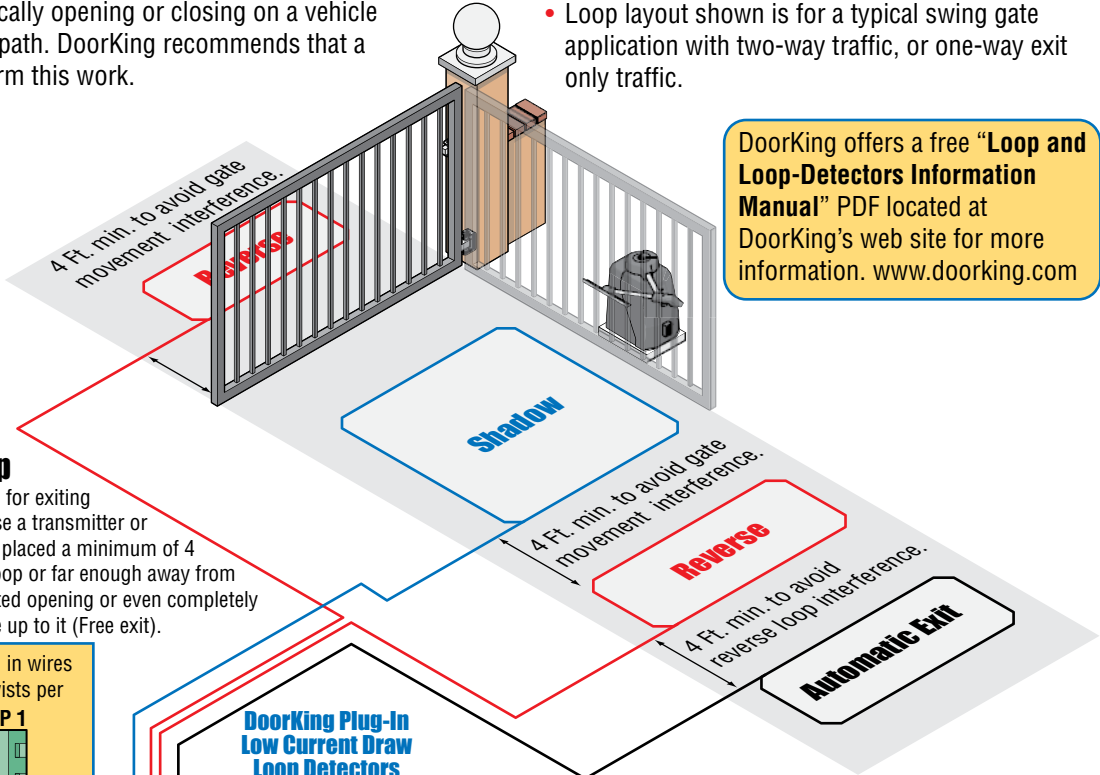 cally opening or closing on a vehicle
path. DoorKing recommends that a
rm this work.
• Loop layout shown is for a typical swing gate
application with two-way traffic, or one-way exit
only traffic.
DoorKing offers a free “Loop and
Loop-Detectors Information
Manual” PDF located at
DoorKing’s web site for more
information. www.doorking.com
4 Ft. min. to avoid gate
movement interference.
Reverse
Shadow
4 Ft. min. to avoid gate
movement interference.
Reverse
4 Ft. min. to avoid
reverse loop interference.
Automatic Exit
p
for exiting
se a transmitter or
placed a minimum of 4
oop or far enough away from
ted opening or even completely
e up to it (Free exit).
in wires
ists per
P 1
DoorKing Plug-In
Low Current Draw
Loop Detectors